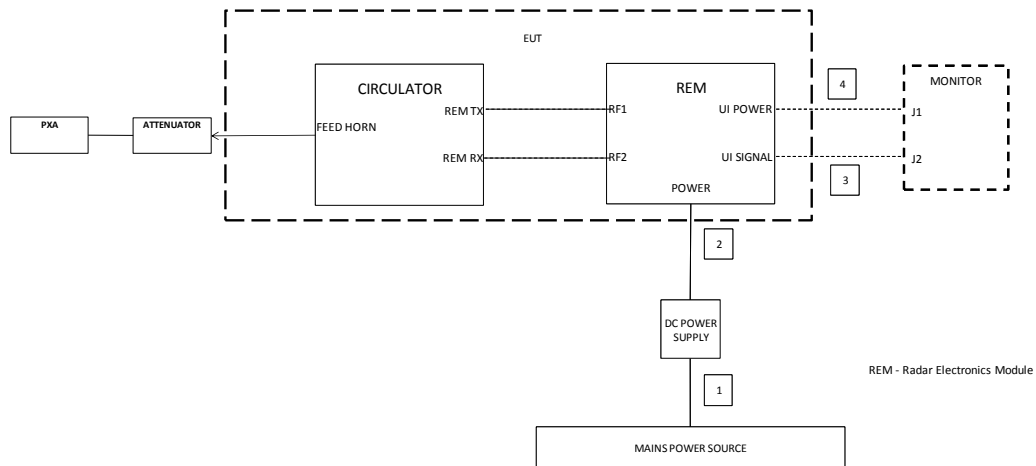 EUT
CIRCULATOR
REM
MONITOR
4
REM TX
RF1
UI POWER
J1
PXA
ATTENUATOR
FEED HORN
REM RX
RF2
UI SIGNAL
J2
3
POWER
2
DC POWER
SUPPLY
REM - Radar Electronics Module
1
MAINS POWER SOURCE